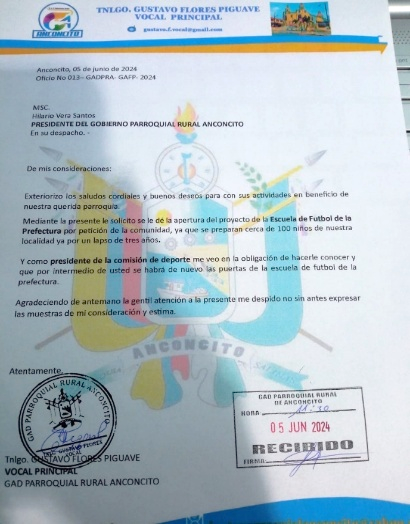 TNLGO. GUSTAVO FLORES PIGUAVE
VOCAL PRINCIPAL
gustavo.f.vocal@gmail.com
ANCONCITO
Anconcito, 05 de junio de 2024
Oficio No 013-- GADPRA- GAFP- 2024
MSC.
Hilario Vera Santos
PRESIDENTE DEL GOBIERNO PARROQUIAL RURAL ANCONCITO
En su despacho. -
De mis consideraciones:
Exteriorizo los saludos cordiales y buenos deseos para con sus actividades en beneficio de
nuestra querida parroquia.
Mediante la presente le solicito se le dé la apertura del proyecto de la Escuela de Futbol de la
Prefectura por petición de la comunidad, ya que se preparan cerca de 100 niños de nuestra
localidad ya por un lapso de tres años.
Y como presidente de la comisión de deporte me veo en la obligación de hacerle conocer y
que por intermedio de usted se habrá de nuevo las puertas de la escuela de futbol de la
prefectura.
Agradeciendo de antemano la gentil atención a la presente me despido no sin antes expresar
las muestras de mi consideración y estima.
ANCONCITO
Atentamente,
GAD PARROQUIAL RURAL ANCONCITO
TNLG. GUSTAVO FLORES
VOCAL
Tnlgo. GUSTAVO FLORES PIGUAVE
VOCAL PRINCIPAL
GAD PARROQUIAL RURAL ANCONCITO
GAD PARROQUIAL RURAL
DE ANCONCITO
HORA 11:30
05 JUN 2024
RECIBIDO
FIRMA